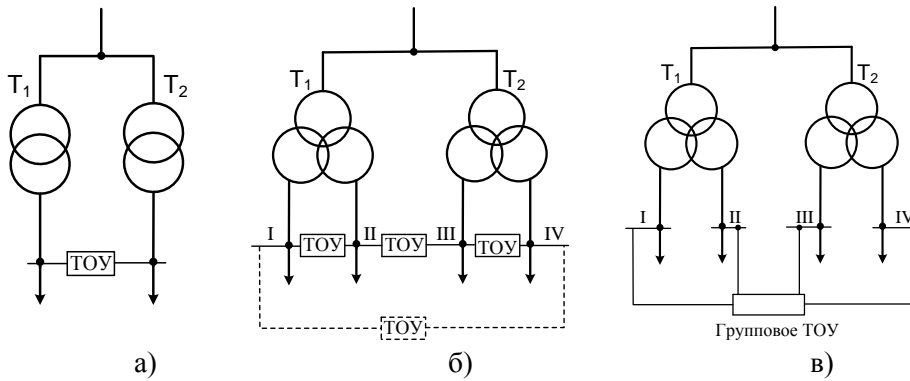 T₁ T₂ T₁ T₂ T₁ T₂
I II III IV I II III IV
ТОУ ТОУ ТОУ ТОУ
ТОУ
Групповое ТОУ
а) б) в)